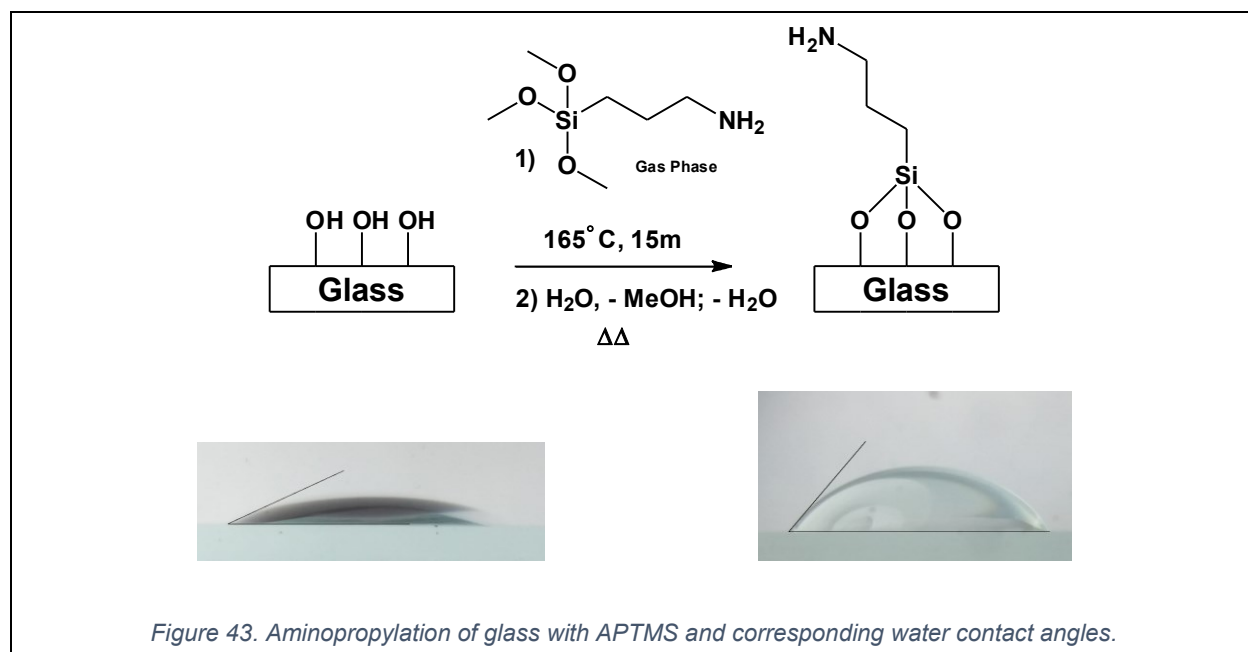 H₂N
O
O
Si
NH₂
1)
O
Gas Phase
Si
OH OH OH
O O O
165°C, 15m
Glass
Glass
2) H₂O, - MeOH; - H₂O
ΔΔ
Figure 43. Aminopropylation of glass with APTMS and corresponding water contact angles.